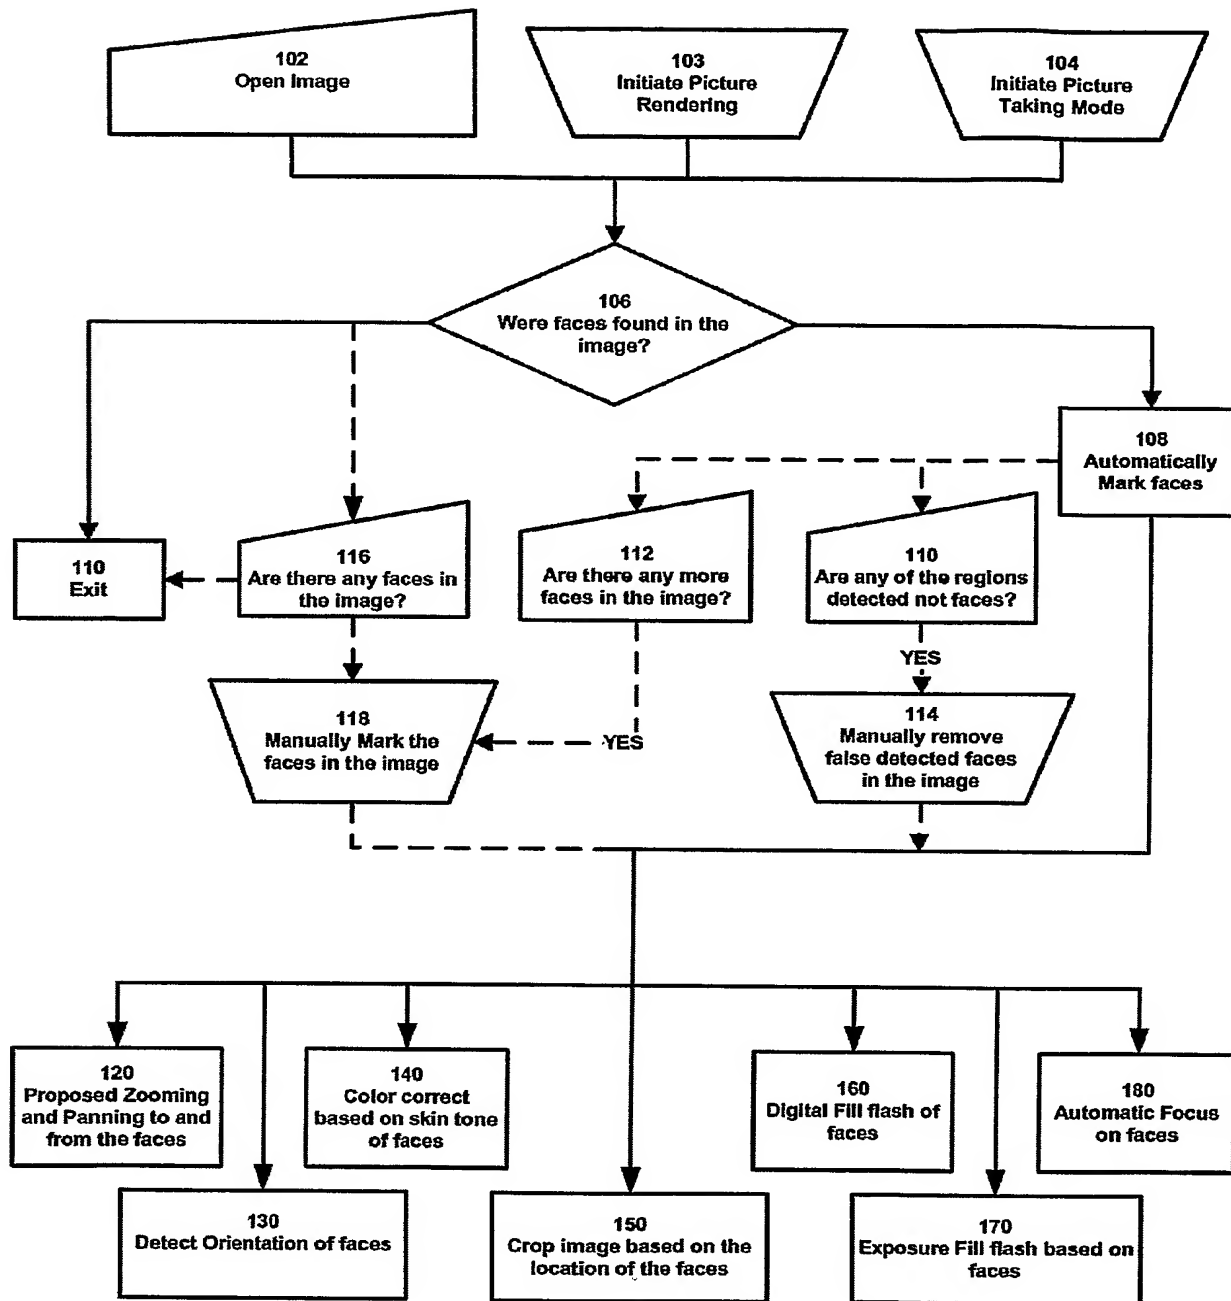 102
Open Image
103
Initiate Picture
Rendering
104
Initiate Picture
Taking Mode
106
Were faces found in the
image?
108
Automatically
Mark faces
110
Exit
116
Are there any faces in
the image?
112
Are there any more
faces in the image?
110
Are any of the regions
detected not faces?
YES
118
Manually Mark the
faces in the image
YES
114
Manually remove
false detected faces
in the image
120
Proposed Zooming
and Panning to and
from the faces
140
Color correct
based on skin tone
of faces
160
Digital Fill flash of
faces
180
Automatic Focus
on faces
130
Detect Orientation of faces
150
Crop image based on the
location of the faces
170
Exposure Fill flash based on
faces